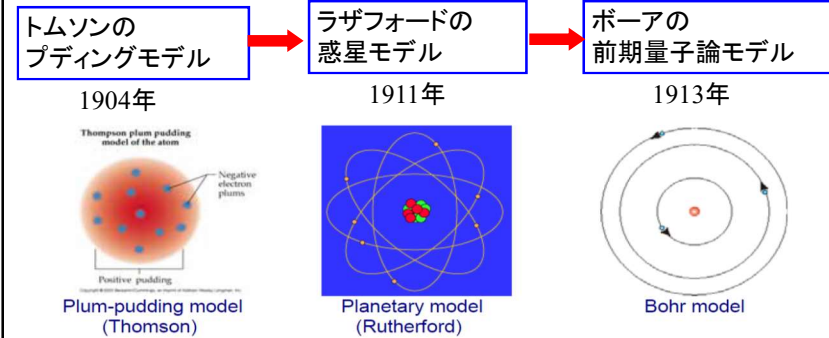 トムソンの
プディングモデル
ラザフォードの
惑星モデル
ボーアの
前期量子論モデル
1904年
1911年
1913年
Thompson plum pudding
model of the atom
Negative
electron
plums
Positive pudding
Plum-pudding model
(Thomson)
Planetary model
(Rutherford)
Bohr model